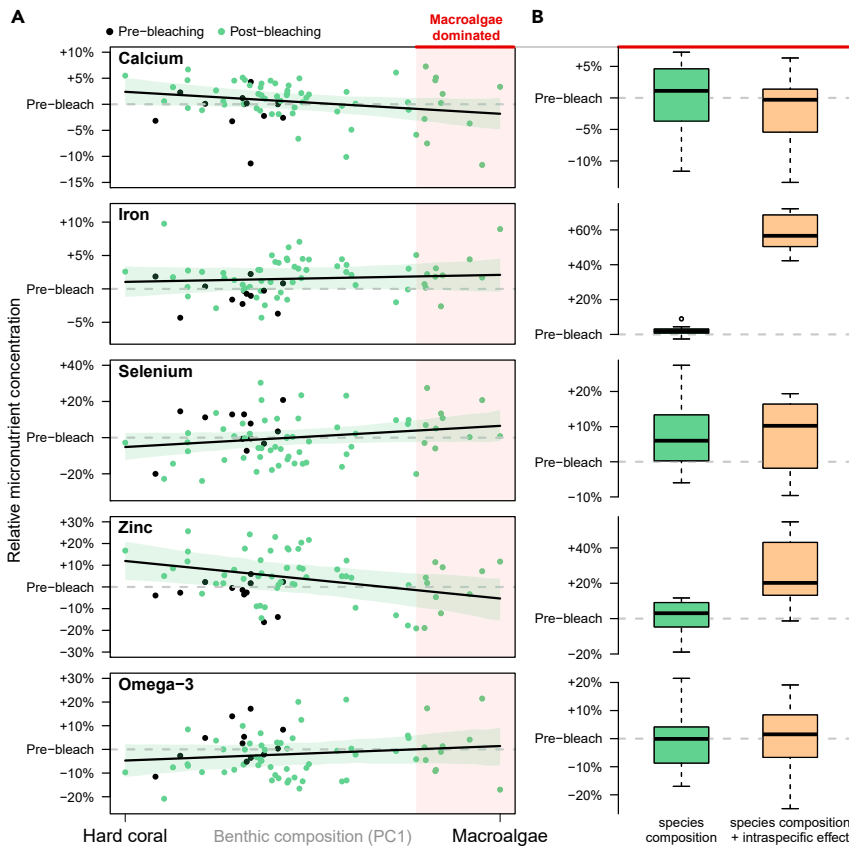 A
B
Pre-bleaching
Post-bleaching
Macroalgae
dominated
Relative micronutrient concentration
Calcium
+10%
+5%
Pre-bleach
−5%
−10%
−15%
+5%
Pre−bleach
−5%
−10%
Iron
+10%
+5%
Pre-bleach
−5%
+60%
+40%
+20%
Pre−bleach
Selenium
+40%
+20%
Pre-bleach
−20%
+20%
+10%
Pre−bleach
−10%
Zinc
+30%
+20%
+10%
Pre-bleach
−10%
−20%
−30%
+40%
+20%
Pre−bleach
−20%
Omega−3
+30%
+20%
+10%
Pre-bleach
−10%
−20%
+20%
+10%
Pre−bleach
−10%
−20%
Hard coral
Benthic composition (PC1)
Macroalgae
species
composition
species composition
+ intraspecific effect